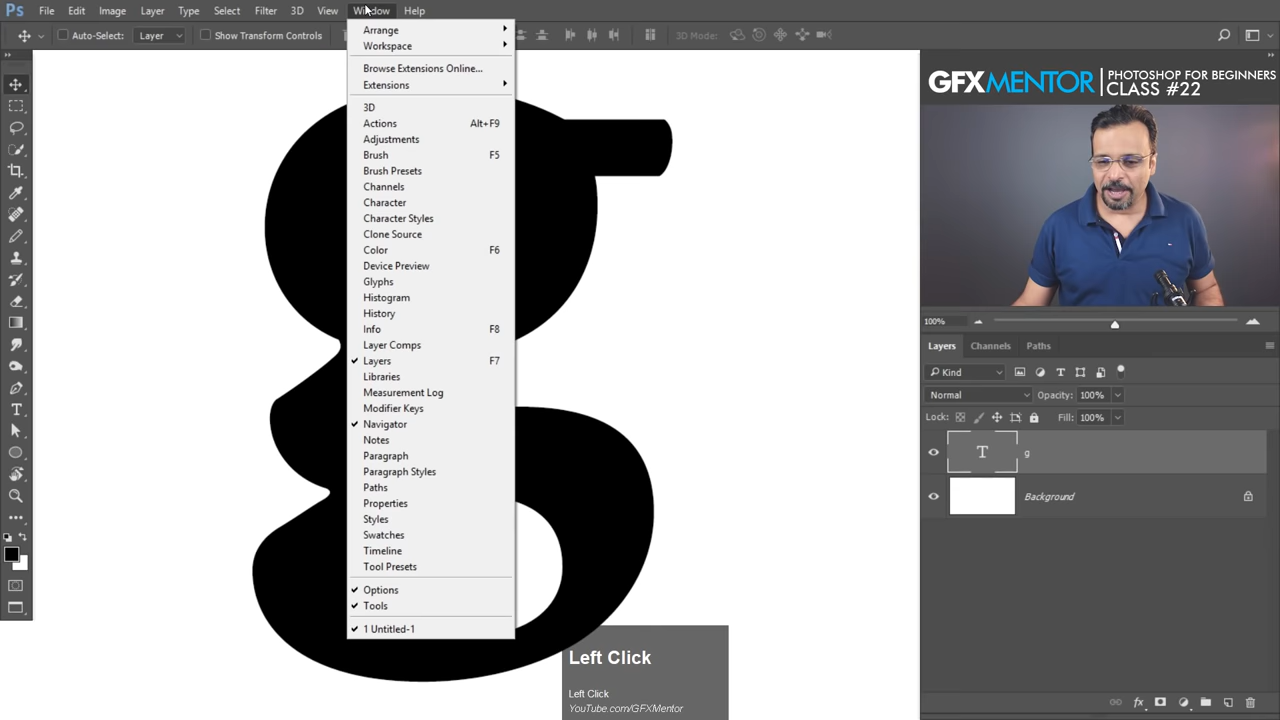 Ps File Edit Image Layer Type Select Filter 3D View Window Help
Auto-Select: Layer Show Transform Controls 3D Mode:
Arrange
Workspace
Browse Extensions Online...
Extensions
3D
Actions Alt+F9
Adjustments
Brush F5
Brush Presets
Channels
Character
Character Styles
Clone Source
Color F6
Device Preview
Glyphs
Histogram
History
Info F8
Layer Comps
Layers F7
Libraries
Measurement Log
Modifier Keys
Navigator
Notes
Paragraph
Paragraph Styles
Paths
Properties
Styles
Swatches
Timeline
Tool Presets
Options
Tools
1 Untitled-1
g
Left Click
Left Click
YouTube.com/GFXMentor
GFXMENTOR
PHOTOSHOP FOR BEGINNERS
CLASS #22
100%
Layers Channels Paths
Kind
Normal Opacity: 100%
Lock: Fill: 100%
T g
Background